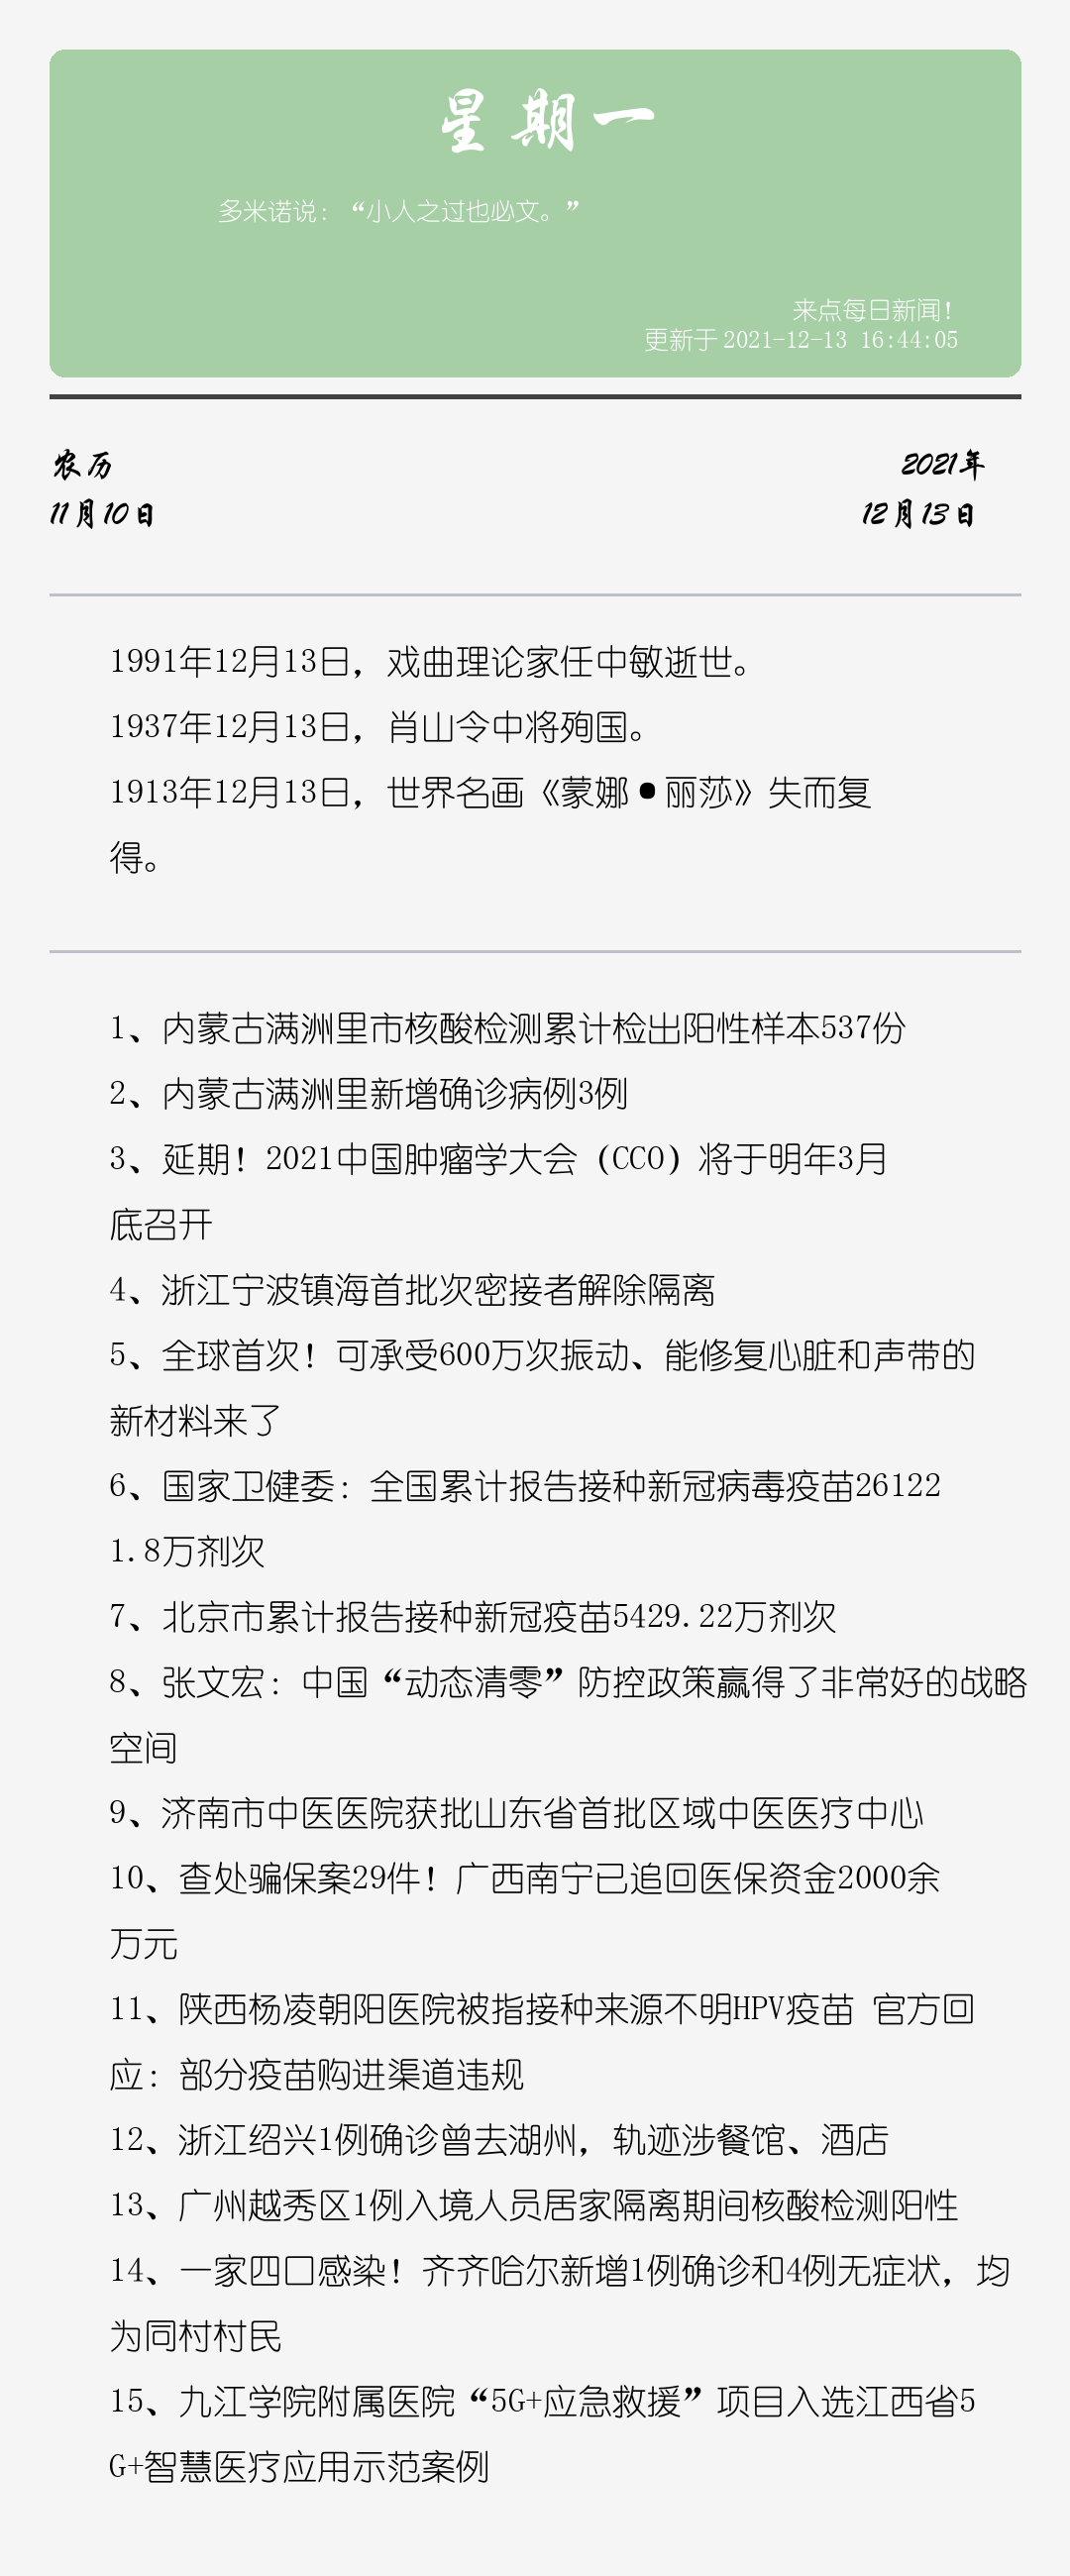 星期一
多米诺说：“小人之过也必文。”
来点每日新闻！
更新于 2021-12-13 16:44:05
农历
2021年
11月10日
12月13日
1991年12月13日，戏曲理论家任中敏逝世。
1937年12月13日，肖山令中将殉国。
1913年12月13日，世界名画《蒙娜•丽莎》失而复
得。
1、内蒙古满洲里市核酸检测累计检出阳性样本537份
2、内蒙古满洲里新增确诊病例3例
3、延期！2021中国肿瘤学大会（CCO）将于明年3月
底召开
4、浙江宁波镇海首批次密接者解除隔离
5、全球首次！可承受600万次振动、能修复心脏和声带的
新材料来了
6、国家卫健委：全国累计报告接种新冠病毒疫苗26122
1.8万剂次
7、北京市累计报告接种新冠疫苗5429.22万剂次
8、张文宏：中国“动态清零”防控政策赢得了非常好的战略
空间
9、济南市中医医院获批山东省首批区域中医医疗中心
10、查处骗保案29件！广西南宁已追回医保资金2000余
万元
11、陕西杨凌朝阳医院被指接种来源不明HPV疫苗 官方回
应：部分疫苗购进渠道违规
12、浙江绍兴1例确诊曾去湖州，轨迹涉餐馆、酒店
13、广州越秀区1例入境人员居家隔离期间核酸检测阳性
14、一家四口感染！齐齐哈尔新增1例确诊和4例无症状，均
为同村村民
15、九江学院附属医院“5G+应急救援”项目入选江西省5
G+智慧医疗应用示范案例